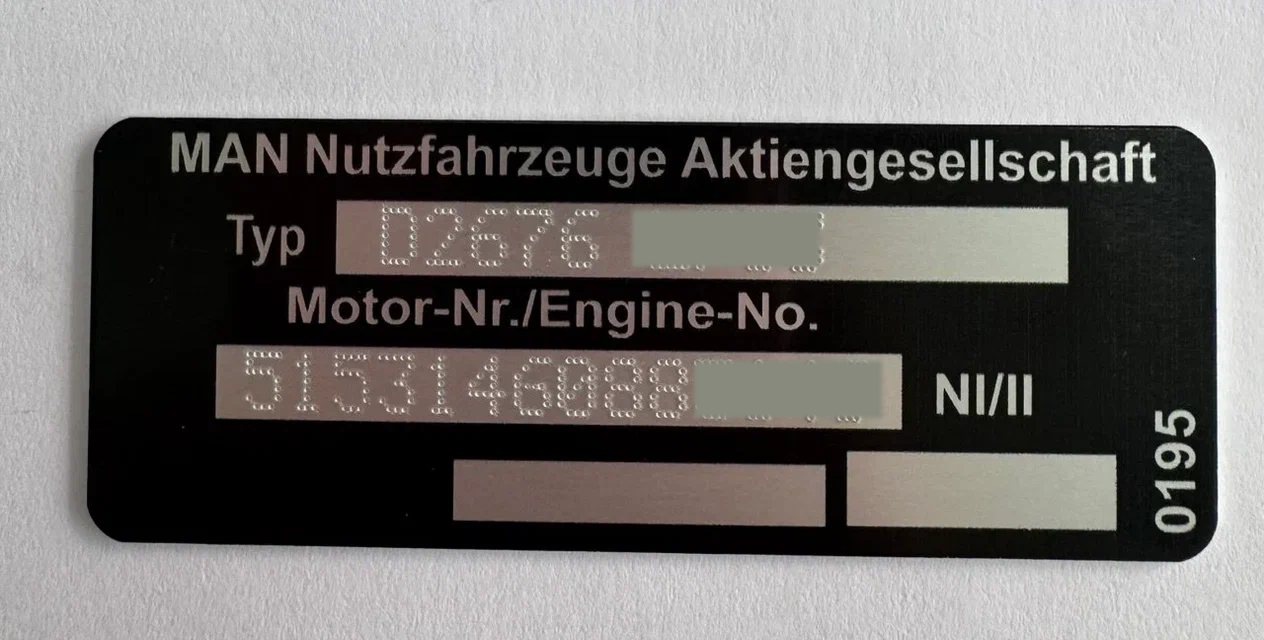 MAN Nutzfahrzeuge Aktiengesellschaft
Typ D2676
Motor-Nr./Engine-No.
5153146088 NI/II
0195